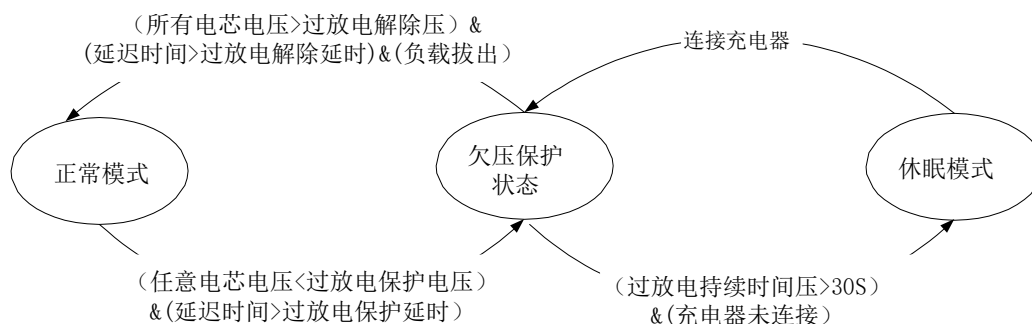 （所有电芯电压>过放电解除压）&
(延迟时间>过放电解除延时)&(负载拔出）
连接充电器
正常模式
欠压保护
状态
休眠模式
（任意电芯电压<过放电保护电压）
&(延迟时间>过放电保护延时）
（过放电持续时间压>30S）
&(充电器未连接）